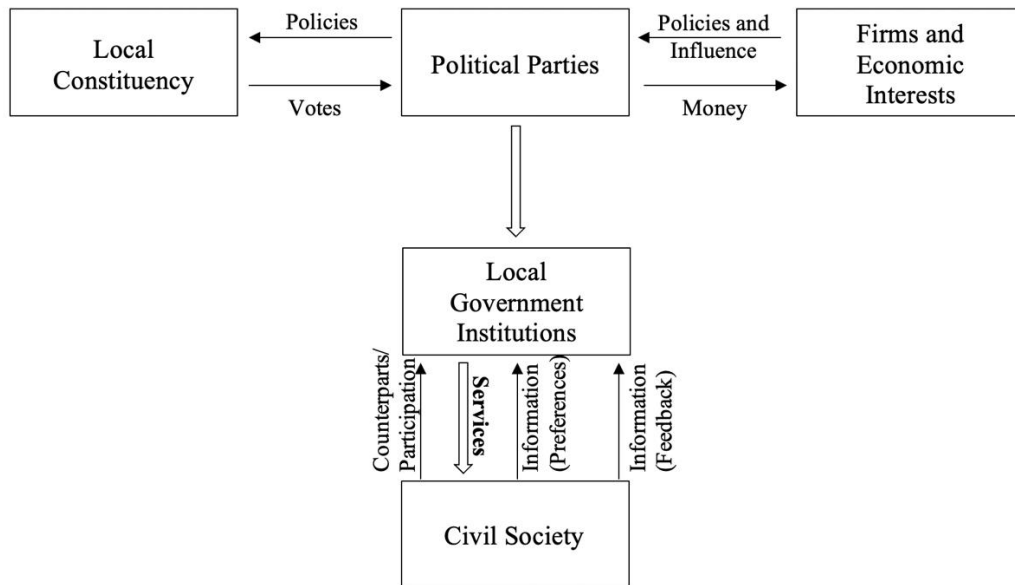 Local
Constituency
Policies
Votes
Political Parties
Policies and
Influence
Money
Firms and
Economic
Interests
Local
Government
Institutions
Counterparts/
Participation
Services
Information
(Preferences)
Information
(Feedback)
Civil Society